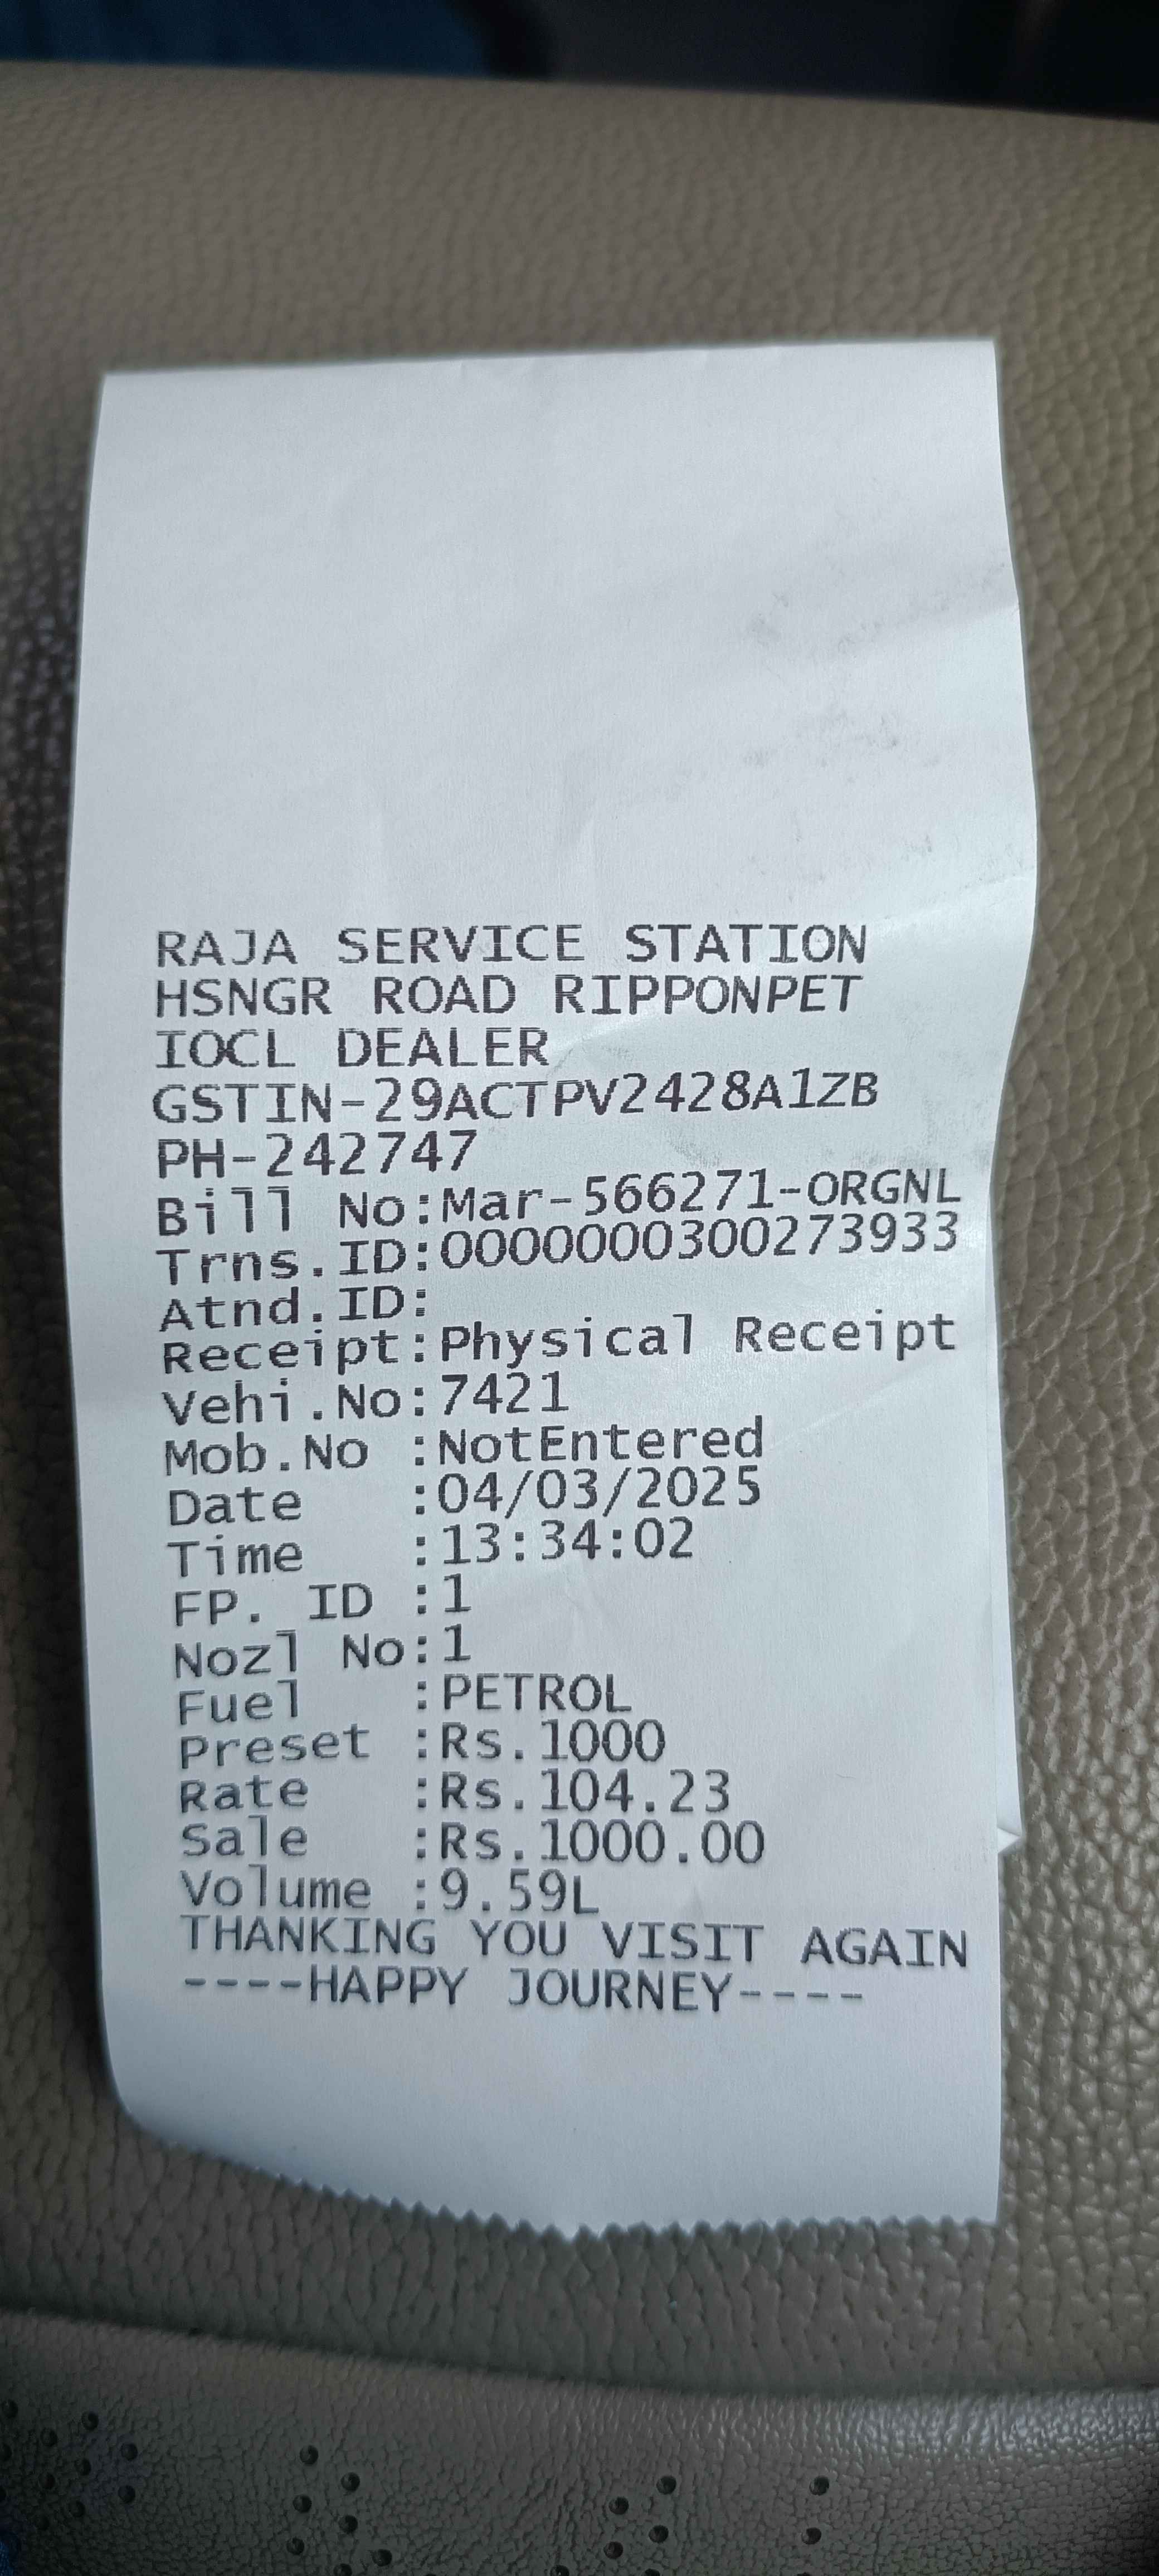 RAJA SERVICE STATION
HSNGR ROAD RIPPONPET
IOCL DEALER
GSTIN-29ACTPV2428A1ZB
PH-242747
Bill No:Mar-566271-ORGNL
Trns.ID:0000000300273933
Atnd.ID:
Receipt:Physical Receipt
Vehi.No:7421
Mob.No :NotEntered
Date :04/03/2025
Time :13:34:02
FP. ID :1
Nozl No:1
Fuel :PETROL
Preset :Rs.1000
Rate :Rs.104.23
Sale :Rs.1000.00
Volume :9.59L
THANKING YOU VISIT AGAIN
----HAPPY JOURNEY----